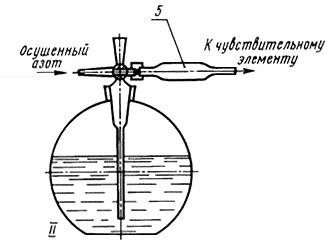 5
Осушенный
азот
К чувствительному
элементу
II